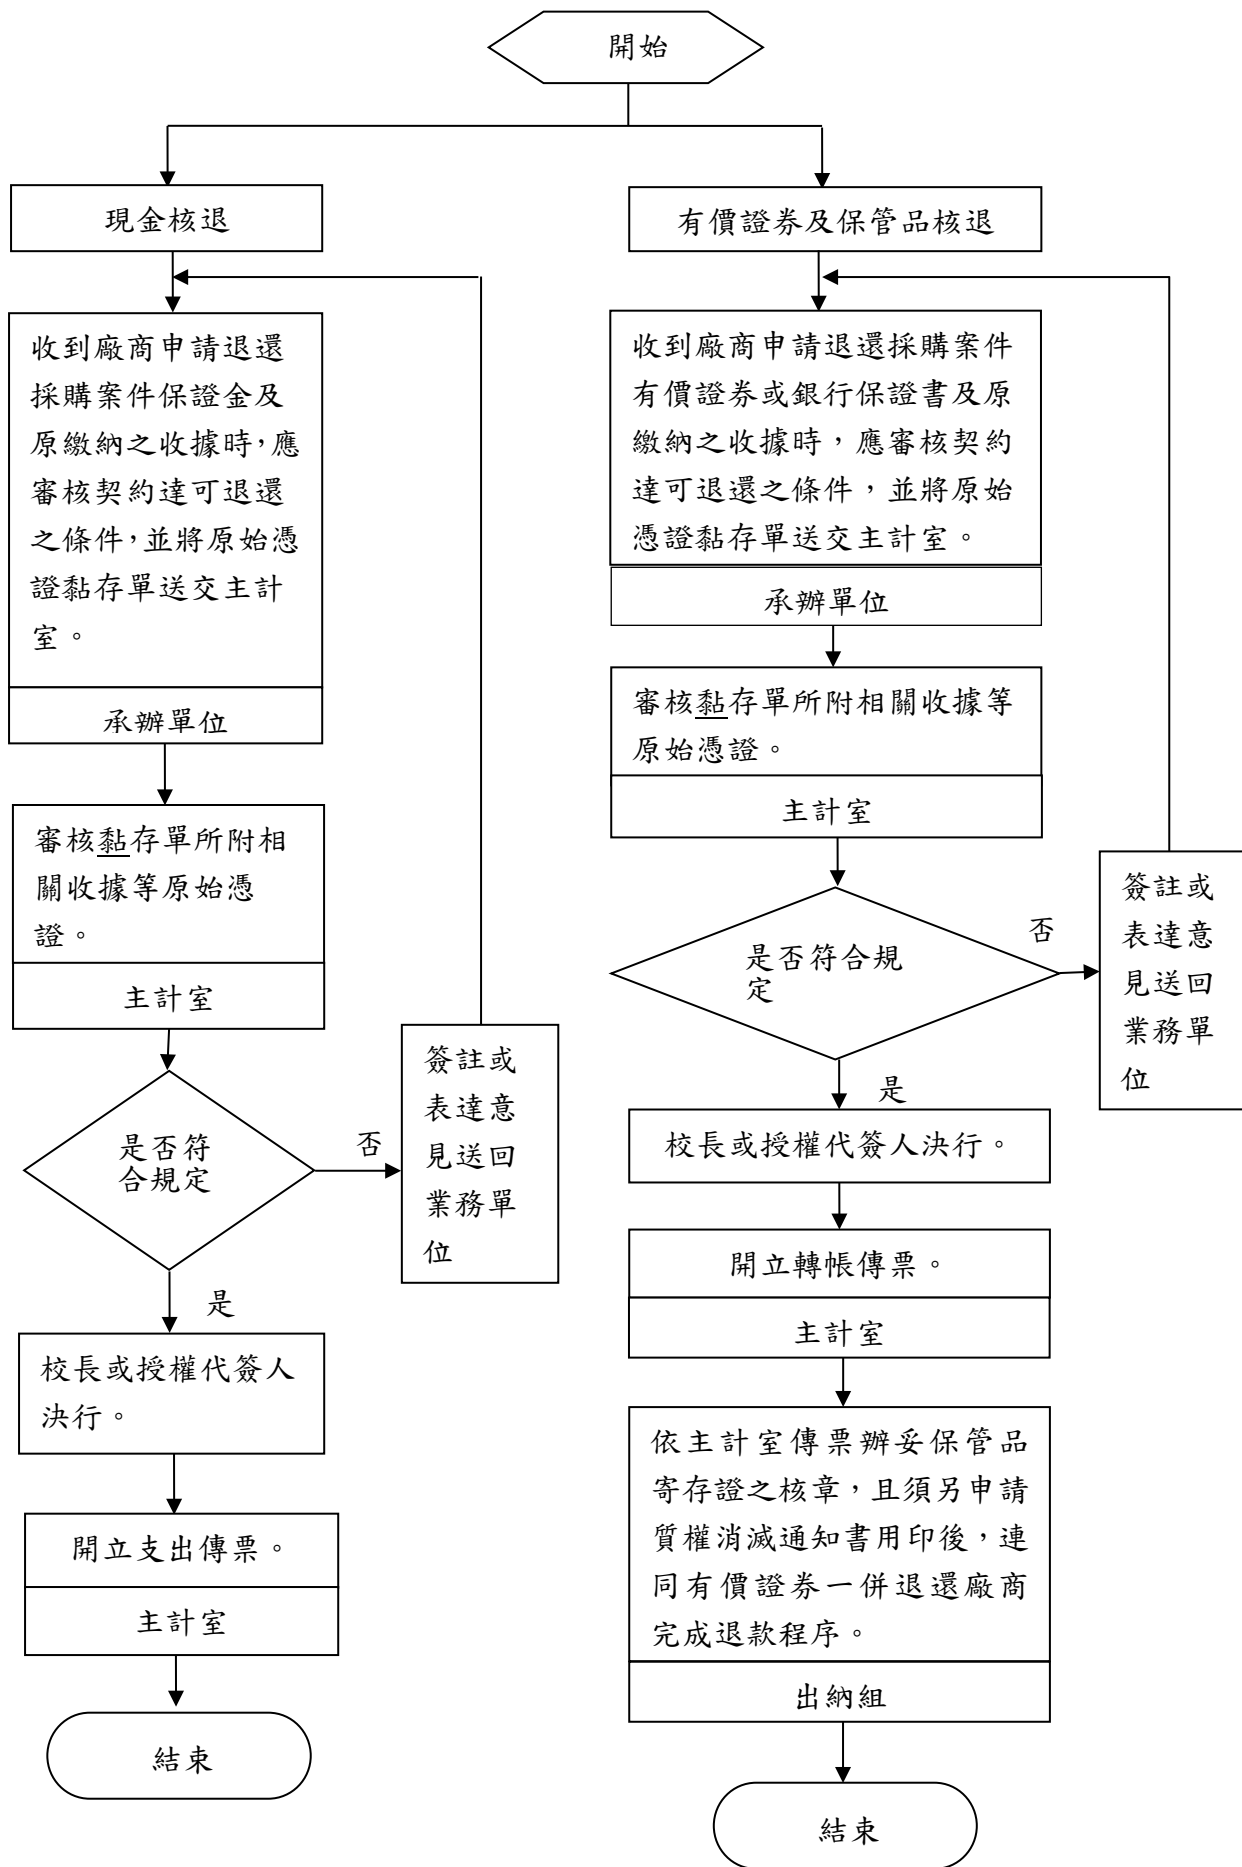 開始
現金核退
收到廠商申請退還
採購案件保證金及
原繳納之收據時，應
審核契約達可退還
之條件，並將原始憑
證黏存單送交主計
室。
承辦單位
審核黏存單所附相
關收據等原始憑
證。
主計室
是否符
合規定
否
簽註或
表達意
見送回
業務單
位
是
校長或授權代簽人
決行。
開立支出傳票。
主計室
結束
有價證券及保管品核退
收到廠商申請退還採購案件
有價證券或銀行保證書及原
繳納之收據時，應審核契約
達可退還之條件，並將原始
憑證黏存單送交主計室。
承辦單位
審核黏存單所附相關收據等
原始憑證。
主計室
是否符合規
定
否
簽註或
表達意
見送回
業務單
位
是
校長或授權代簽人決行。
開立轉帳傳票。
主計室
依主計室傳票辦妥保管品
寄存證之核章，且須另申請
質權消滅通知書用印後，連
同有價證券一併退還廠商
完成退款程序。
出納組
結束